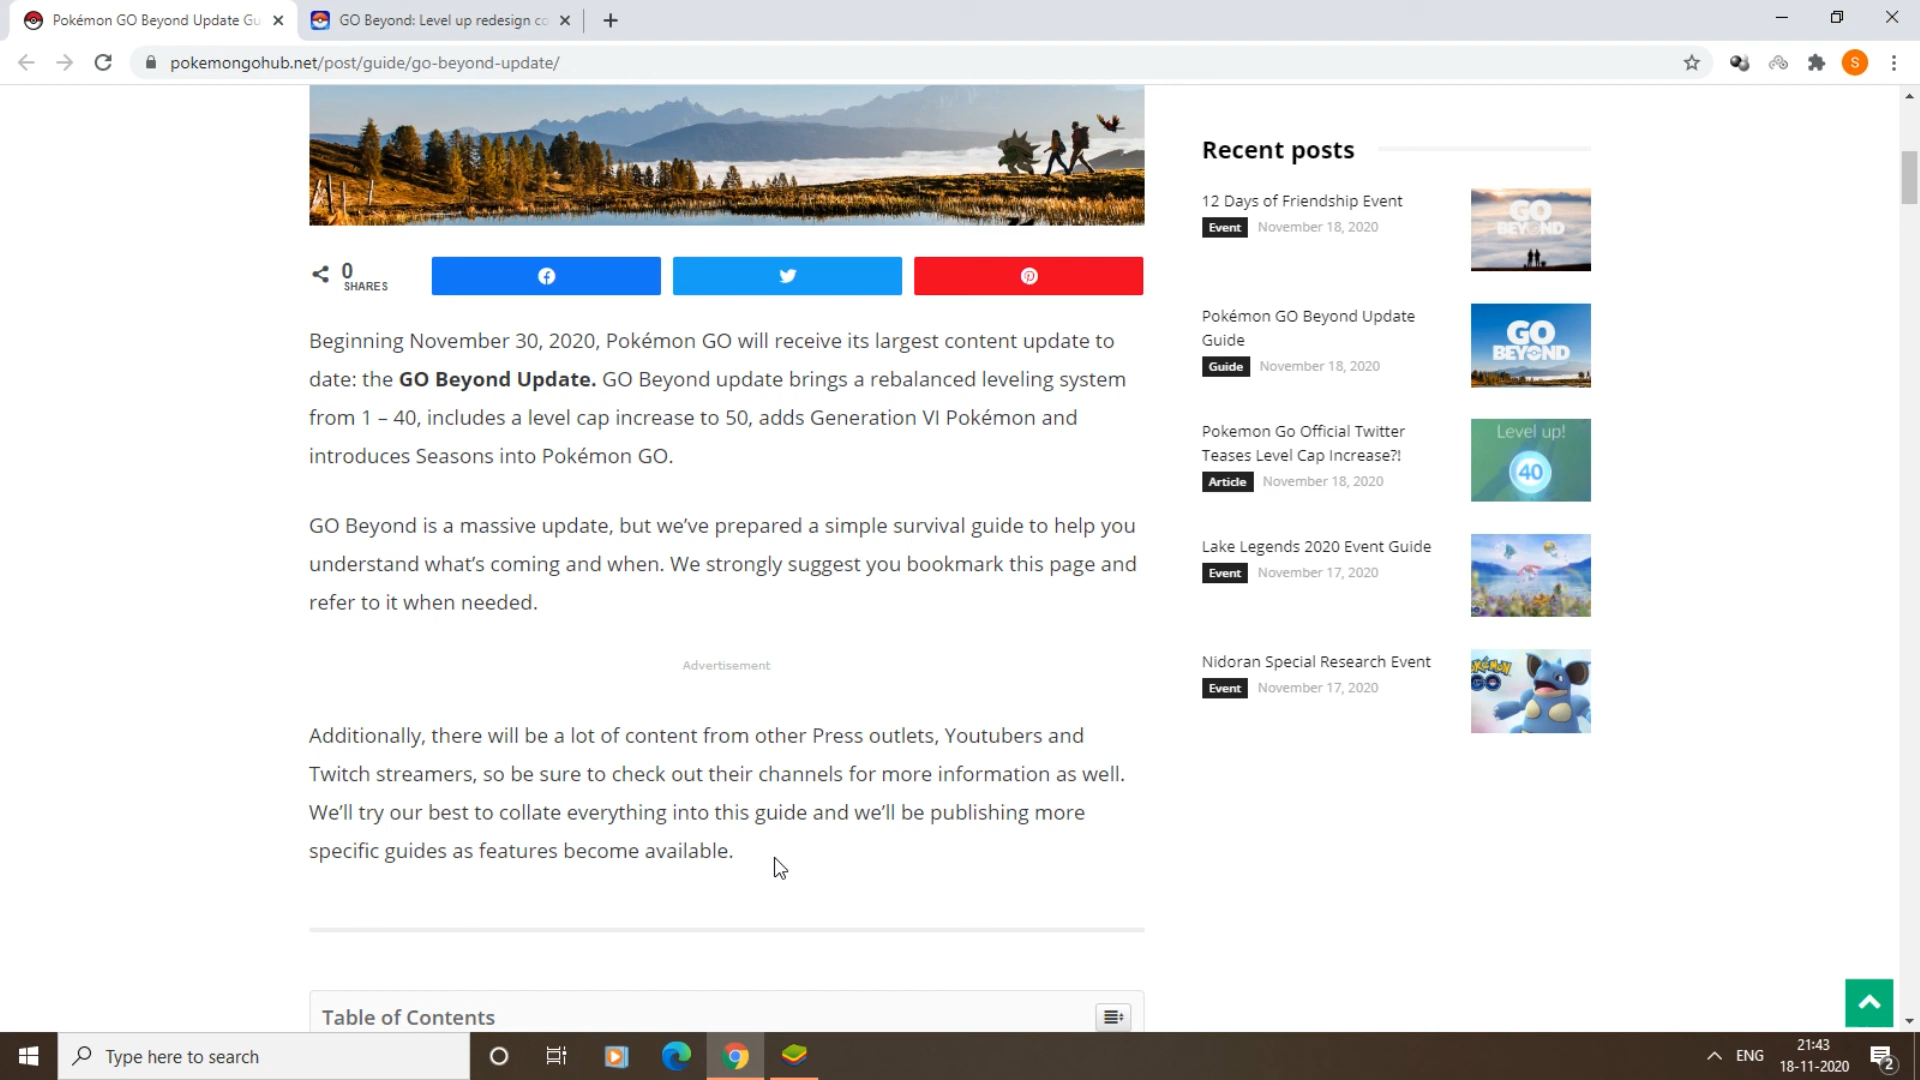 Pokémon GO Beyond Update Gu
GO Beyond: Level up redesign co
pokemongohub.net/post/guide/go-beyond-update/
S
0
SHARES
Beginning November 30, 2020, Pokémon GO will receive its largest content update to
date: the GO Beyond Update. GO Beyond update brings a rebalanced leveling system
from 1 – 40, includes a level cap increase to 50, adds Generation VI Pokémon and
introduces Seasons into Pokémon GO.
GO Beyond is a massive update, but we've prepared a simple survival guide to help you
understand what's coming and when. We strongly suggest you bookmark this page and
refer to it when needed.
Advertisement
Additionally, there will be a lot of content from other Press outlets, Youtubers and
Twitch streamers, so be sure to check out their channels for more information as well.
We'll try our best to collate everything into this guide and we'll be publishing more
specific guides as features become available.
Table of Contents
Recent posts
12 Days of Friendship Event
Event November 18, 2020
GO
BEYOND
Pokémon GO Beyond Update
Guide
Guide November 18, 2020
GO
BEYOND
Pokemon Go Official Twitter
Teases Level Cap Increase?!
Article November 18, 2020
Level up!
40
Lake Legends 2020 Event Guide
Event November 17, 2020
Nidoran Special Research Event
Event November 17, 2020
POKÉMON
GO
Type here to search
ENG
21:43
18-11-2020
2